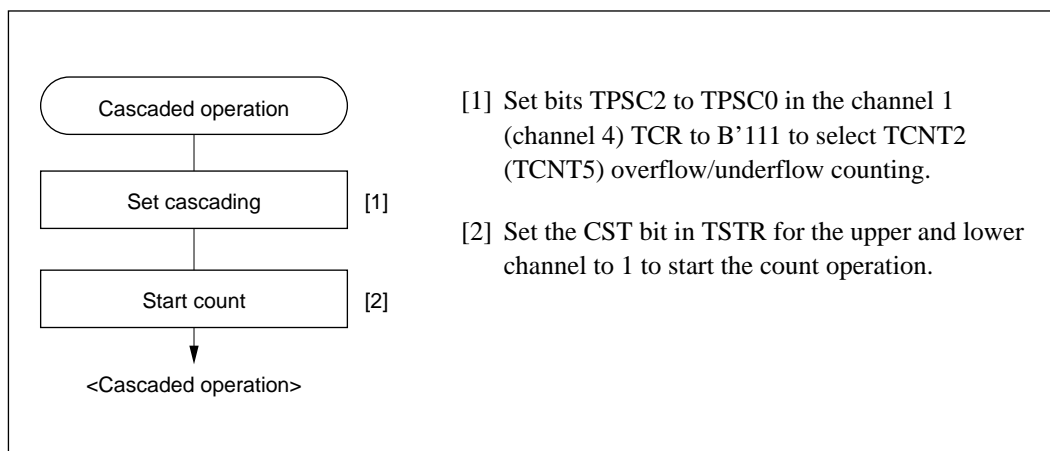 Cascaded operation
Set cascading [1]
Start count [2]
<Cascaded operation>
[1] Set bits TPSC2 to TPSC0 in the channel 1
(channel 4) TCR to B’111 to select TCNT2
(TCNT5) overflow/underflow counting.
[2] Set the CST bit in TSTR for the upper and lower
channel to 1 to start the count operation.